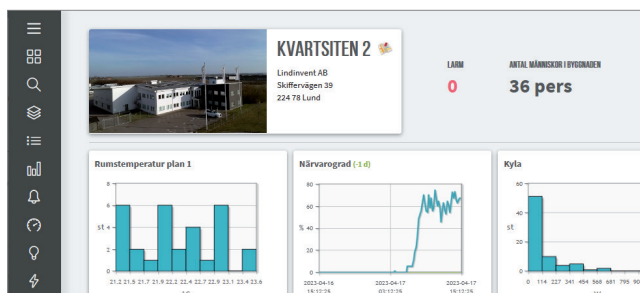 KVARTSITEN 2
Lindinvent AB
Skiffervägen 39
224 78 Lund
LARM
0
ANTAL MÄNNISKOR I BYGGNADEN
36 pers
Rumstemperatur plan 1
8
6
st 4
2
0
21.2 21.5 21.7 21.9 22.2 22.4 22.7 22.9 23.1 23.4 23.6
Närvarograd (-1 d)
80
60
st
40
20
0
2023-04-16 2023-04-17 2023-04-17
15:12:25 03:12:25 15:12:25
Kyla
60
40
st
20
0
0 114 227 341 454 568 681 795